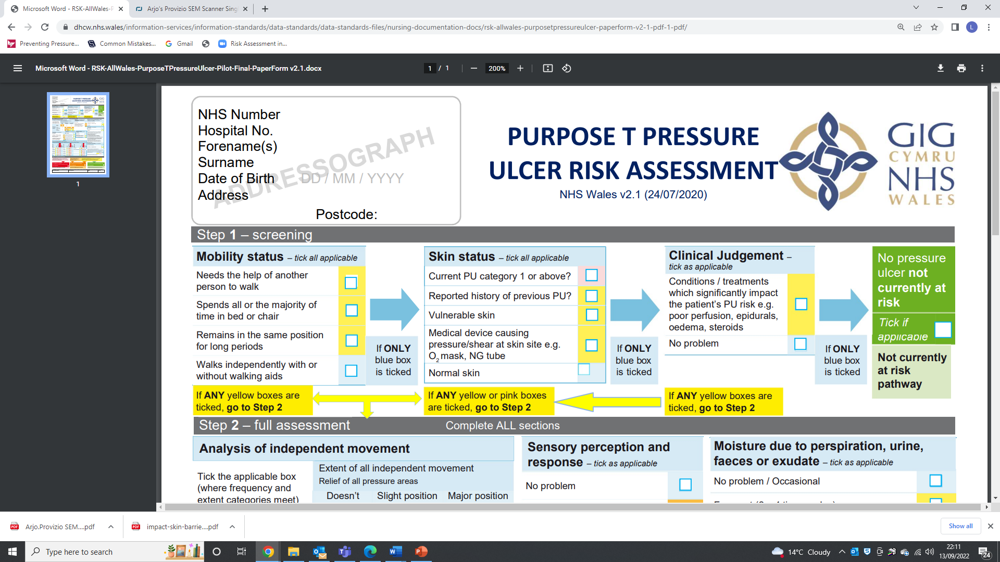 Microsoft Word - RSK-AllWales-P
Arjo's Provizio SEM Scanner Sing
dhcw.nhs.wales/information-services/information-standards/data-standards/data-standards-files/nursing-documentation-docs/rsk-allwales-purposetpressureulcer-paperform-v2-1-pdf-1-pdf/
L
Preventing Pressure...
Common Mistakes...
Gmail
Risk Assessment in...
Microsoft Word - RSK-AllWales-PurposeTPressureUlcer-Pilot-Final-PaperForm v2.1.docx
1 / 1
200%
1
NHS Number
Hospital No.
Forename(s)
Surname
Date of Birth DD / MM / YYYY
Address
Postcode:
ADDRESSOGRAPH
PURPOSE T PRESSURE
ULCER RISK ASSESSMENT
NHS Wales v2.1 (24/07/2020)
GIG
CYMRU
NHS
WALES
Step 1 – screening
Mobility status – tick all applicable
Needs the help of another
person to walk
Spends all or the majority of
time in bed or chair
Remains in the same position
for long periods
Walks independently with or
without walking aids
If ONLY
blue box
is ticked
If ANY yellow boxes are
ticked, go to Step 2
Skin status – tick all applicable
Current PU category 1 or above?
Reported history of previous PU?
Vulnerable skin
Medical device causing
pressure/shear at skin site e.g.
O2 mask, NG tube
Normal skin
If ONLY
blue box
is ticked
If ANY yellow or pink boxes
are ticked, go to Step 2
Clinical Judgement –
tick as applicable
Conditions / treatments
which significantly impact
the patient's PU risk e.g.
poor perfusion, epidurals,
oedema, steroids
No problem
If ONLY
blue box
is ticked
If ANY yellow boxes are
ticked, go to Step 2
No pressure
ulcer not
currently at
risk
Tick if
applicable
Not currently
at risk
pathway
Step 2 – full assessment Complete ALL sections
Analysis of independent movement
Tick the applicable box
(where frequency and
extent categories meet)
Extent of all independent movement
Relief of all pressure areas
Doesn't Slight position Major position
Sensory perception and
response – tick as applicable
No problem
Moisture due to perspiration, urine,
faeces or exudate – tick as applicable
No problem / Occasional
Arjo.Provizio SEM....pdf
impact-skin-barrie....pdf
Show all
Type here to search
14°C Cloudy
22:11
13/09/2022
24